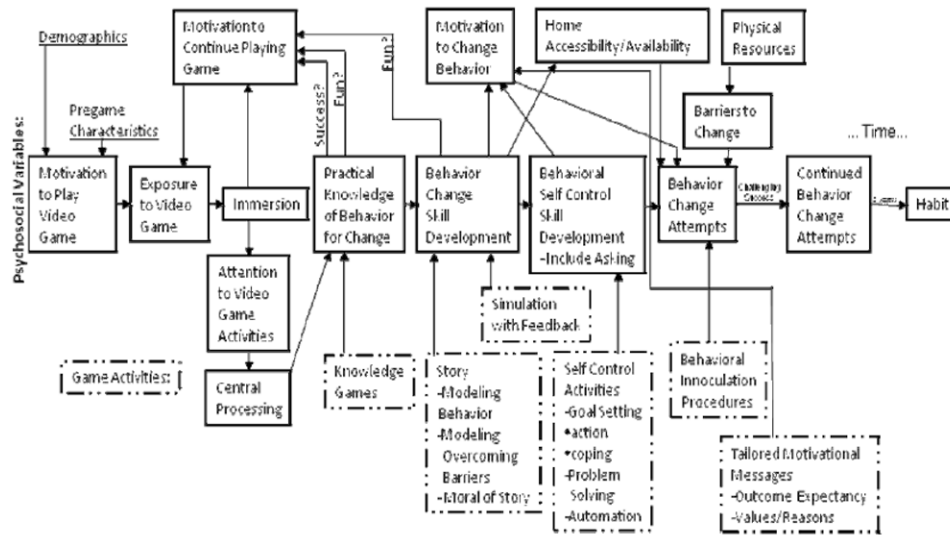 Psychosocial Variables:
Demographics
Pregame
Characteristics
Motivation
to Play
Video
Game
Exposure
to Video
Game
Motivation to
Continue Playing
Game
Immersion
Attention
to Video
Game
Activities
Central
Processing
Success?
Fun?
Fun?
Practical
Knowledge
of Behavior
for Change
Behavior
Change
Skill
Development
Motivation
to Change
Behavior
Home
Accessibility/Availability
Physical
Resources
Barriers to
Change
Behavioral
Self Control
Skill
Development
-Include Asking
Behavior
Change
Attempts
Challenging
Success
... Time...
Continued
Behavior
Change
Attempts
Habit
Game Activities:
Knowledge
Games
Story
-Modeling
Behavior
-Modeling
Overcoming
Barriers
-Moral of Story
Simulation
with Feedback
Self Control
Activities
-Goal Setting
•action
•coping
-Problem
Solving
-Automation
Behavioral
Innoculation
Procedures
Tailored Motivational
Messages
-Outcome Expectancy
-Values/Reasons